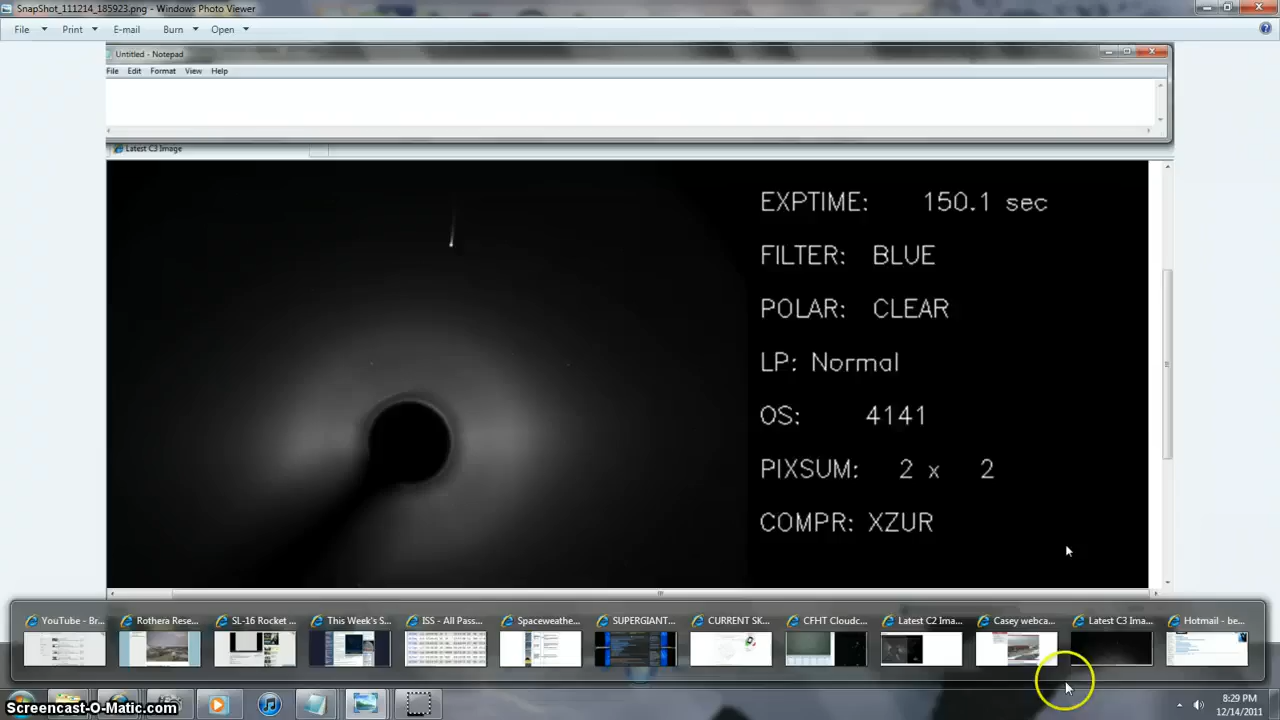 SnapShot_111214_185923.png - Windows Photo Viewer
File Print E-mail Burn Open
Untitled - Notepad
File Edit Format View Help
Latest C3 Image
EXPTIME: 150.1 sec
FILTER: BLUE
POLAR: CLEAR
LP: Normal
OS: 4141
PIXSUM: 2 x 2
COMPR: XZUR
YouTube - Br... Rothera Rese... SL-16 Rocket ... This Week's S... ISS - All Pass... Spaceweathe... SUPERGIANT... CURRENT SK... CFHT Cloudc... Latest C2 Ima... Casey webca... Latest C3 Ima... Hotmail - be...
Screencast-O-Matic.com
8:29 PM
12/14/2011